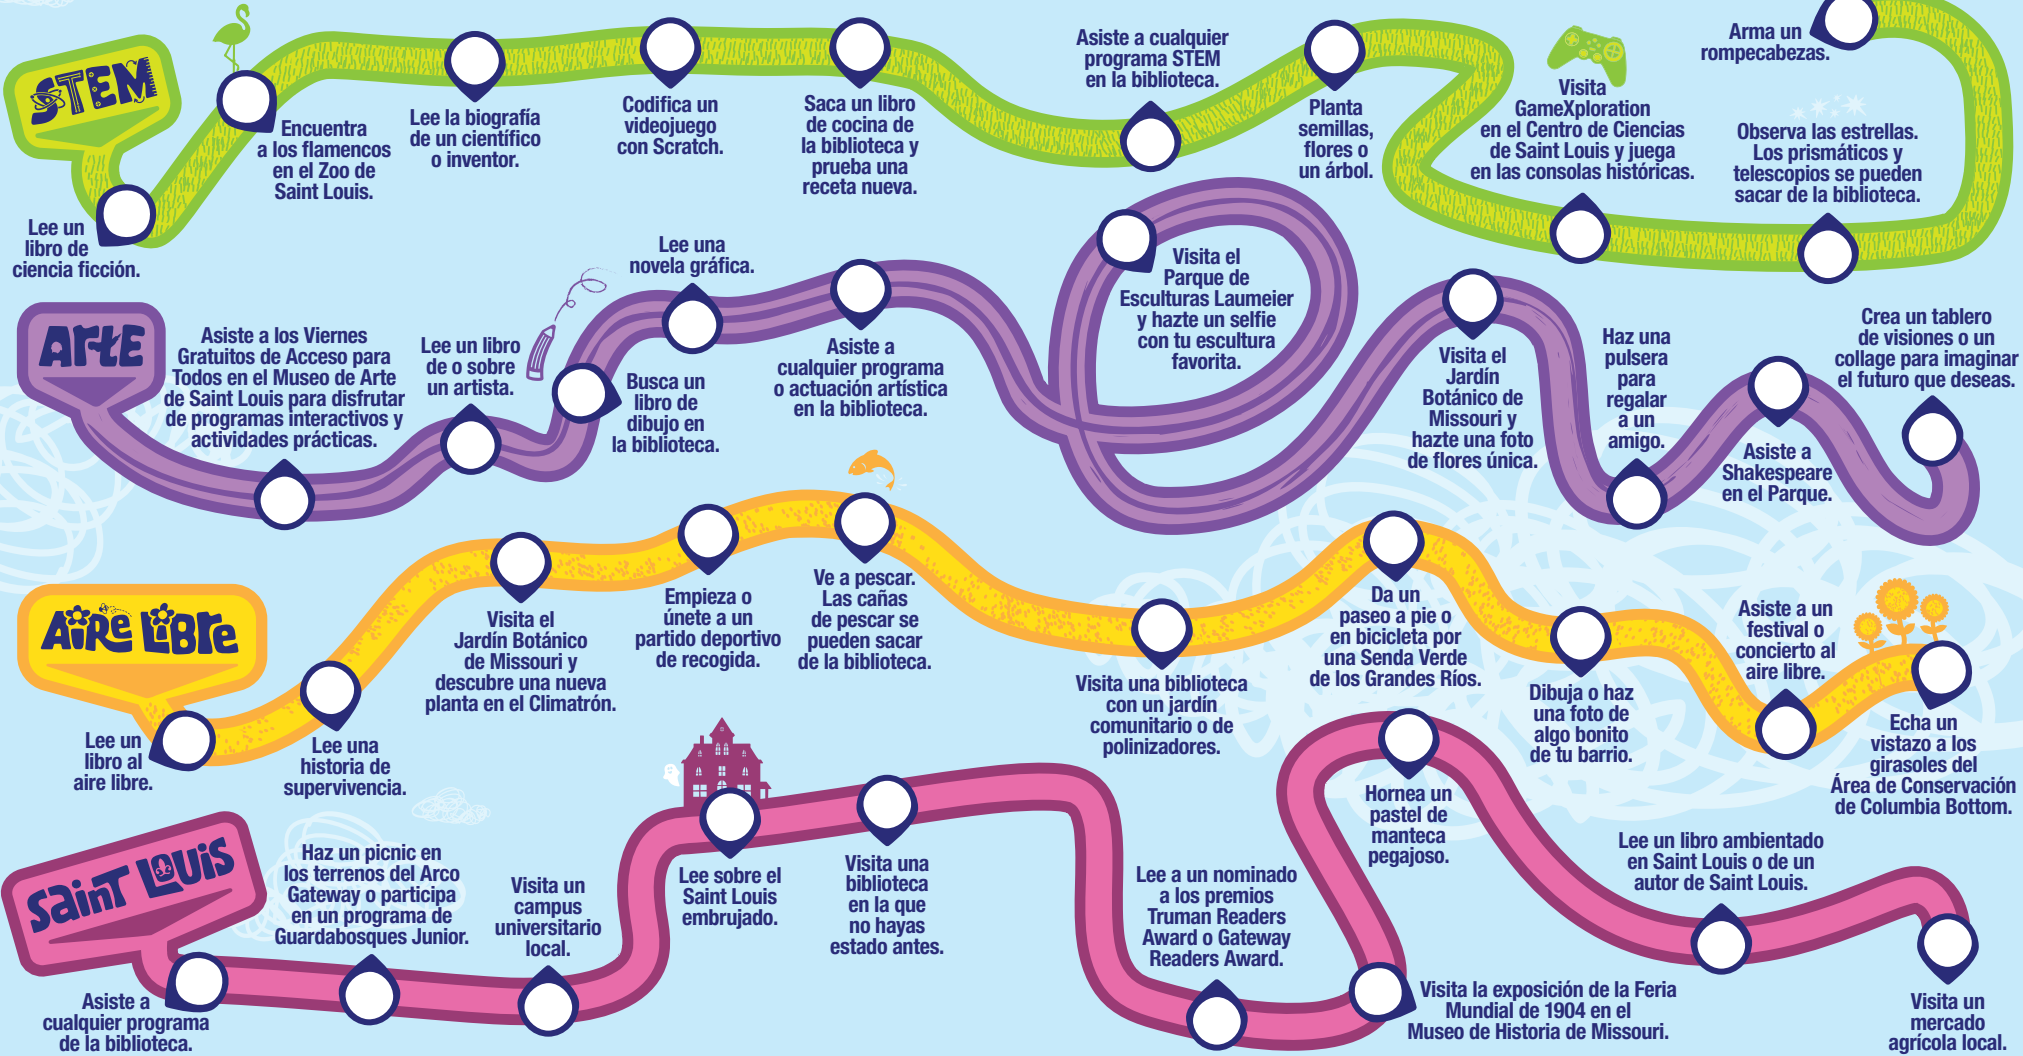 STEM
Lee un
libro de
ciencia ficción.
Encuentra
a los flamencos
en el Zoo de
Saint Louis.
Lee la biografía
de un científico
o inventor.
Codifica un
videojuego
con Scratch.
Saca un libro
de cocina de
la biblioteca y
prueba una
receta nueva.
Asiste a cualquier
programa STEM
en la biblioteca.
Planta
semillas,
flores o
un árbol.
Visita
GameXploration
en el Centro de Ciencias
de Saint Louis y juega
en las consolas históricas.
Observa las estrellas.
Los prismáticos y
telescopios se pueden
sacar de la biblioteca.
Arma un
rompecabezas.
ARTE
Asiste a los Viernes
Gratuitos de Acceso para
Todos en el Museo de Arte
de Saint Louis para disfrutar
de programas interactivos y
actividades prácticas.
Lee un libro
de o sobre
un artista.
Busca un
libro de
dibujo en
la biblioteca.
Lee una
novela gráfica.
Asiste a
cualquier programa
o actuación artística
en la biblioteca.
Visita el
Parque de
Esculturas Laumeier
y hazte un selfie
con tu escultura
favorita.
Visita el
Jardín
Botánico de
Missouri y
hazte una foto
de flores única.
Haz una
pulsera
para
regalar
a un
amigo.
Asiste a
Shakespeare
en el Parque.
Crea un tablero
de visiones o un
collage para imaginar
el futuro que deseas.
AIRE LIBRE
Lee un
libro al
aire libre.
Lee una
historia de
supervivencia.
Visita el
Jardín Botánico
de Missouri y
descubre una nueva
planta en el Climatrón.
Empieza o
únete a un
partido deportivo
de recogida.
Ve a pescar.
Las cañas
de pescar se
pueden sacar
de la biblioteca.
Visita una biblioteca
con un jardín
comunitario o de
polinizadores.
Da un
paseo a pie o
en bicicleta por
una Senda Verde
de los Grandes Ríos.
Dibuja o haz
una foto de
algo bonito
de tu barrio.
Asiste a un
festival o
concierto al
aire libre.
Echa un
vistazo a los
girasoles del
Área de Conservación
de Columbia Bottom.
SAINT LOUIS
Asiste a
cualquier programa
de la biblioteca.
Haz un picnic en
los terrenos del Arco
Gateway o participa
en un programa de
Guardabosques Junior.
Visita un
campus
universitario
local.
Lee sobre el
Saint Louis
embrujado.
Visita una
biblioteca
en la que
no hayas
estado antes.
Lee a un nominado
a los premios
Truman Readers
Award o Gateway
Readers Award.
Visita la exposición de la Feria
Mundial de 1904 en el
Museo de Historia de Missouri.
Hornea un
pastel de
manteca
pegajoso.
Lee un libro ambientado
en Saint Louis o de un
autor de Saint Louis.
Visita un
mercado
agrícola local.